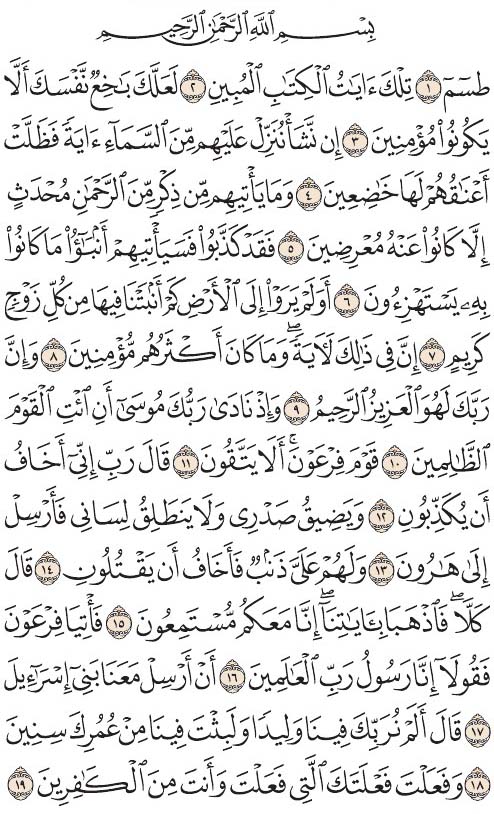 بِسْمِ ٱللَّهِ ٱلرَّحْمَٰنِ ٱلرَّحِيمِ
طسٓمٓ ١ تِلْكَ ءَايَٰتُ ٱلْكِتَٰبِ ٱلْمُبِينِ ٢ لَعَلَّكَ بَٰخِعٌ نَّفْسَكَ أَلَّا
يَكُونُوا۟ مُؤْمِنِينَ ٣ إِن نَّشَأْ نُنَزِّلْ عَلَيْهِم مِّنَ ٱلسَّمَآءِ ءَايَةً فَظَلَّتْ
أَعْنَٰقُهُمْ لَهَا خَٰضِعِينَ ٤ وَمَا يَأْتِيهِم مِّن ذِكْرٍ مِّنَ ٱلرَّحْمَٰنِ مُحْدَثٍ
إِلَّا كَانُوا۟ عَنْهُ مُعْرِضِينَ ٥ فَقَدْ كَذَّبُوا۟ فَسَيَأْتِيهِمْ أَنۢبَٰٓؤُا۟ مَا كَانُوا۟
بِهِۦ يَسْتَهْزِءُونَ ٦ أَوَلَمْ يَرَوْا۟ إِلَى ٱلْأَرْضِ كَمْ أَنۢبَتْنَا فِيهَا مِن كُلِّ زَوْجٍ
كَرِيمٍ ٧ إِنَّ فِى ذَٰلِكَ لَءَايَةً ۖ وَمَا كَانَ أَكْثَرُهُم مُّؤْمِنِينَ ٨ وَإِنَّ
رَبَّكَ لَهُوَ ٱلْعَزِيزُ ٱلرَّحِيمُ ٩ وَإِذْ نَادَىٰ رَبُّكَ مُوسَىٰٓ أَنِ ٱئْتِ ٱلْقَوْمَ
ٱلظَّٰلِمِينَ ١٠ قَوْمَ فِرْعَوْنَ ۚ أَلَا يَتَّقُونَ ١١ قَالَ رَبِّ إِنِّىٓ أَخَافُ
أَن يُكَذِّبُونِ ١٢ وَيَضِيقُ صَدْرِى وَلَا يَنطَلِقُ لِسَانِى فَأَرْسِلْ
إِلَىٰ هَٰرُونَ ١٣ وَلَهُمْ عَلَىَّ ذَنۢبٌ فَأَخَافُ أَن يَقْتُلُونِ ١٤ قَالَ
كَلَّا ۖ فَٱذْهَبَا بِـَٔايَٰتِنَآ ۖ إِنَّا مَعَكُم مُّسْتَمِعُونَ ١٥ فَأْتِيَا فِرْعَوْنَ
فَقُولَآ إِنَّا رَسُولُ رَبِّ ٱلْعَٰلَمِينَ ١٦ أَنْ أَرْسِلْ مَعَنَا بَنِىٓ إِسْرَٰٓءِيلَ
١٧ قَالَ أَلَمْ نُرَبِّكَ فِينَا وَلِيدًا وَلَبِثْتَ فِينَا مِنْ عُمُرِكَ سِنِينَ
١٨ وَفَعَلْتَ فَعْلَتَكَ ٱلَّتِى فَعَلْتَ وَأَنتَ مِنَ ٱلْكَٰفِرِينَ ١٩